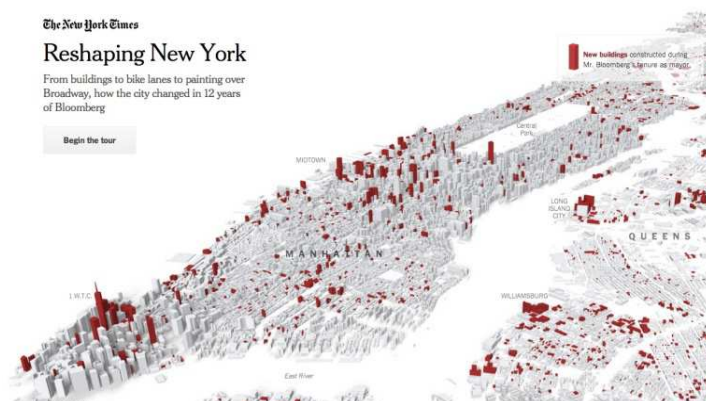 The New York Times
Reshaping New York
From buildings to bike lanes to painting over
Broadway, how the city changed in 12 years
of Bloomberg
Begin the tour
New buildings constructed during
Mr. Bloomberg's tenure as mayor.
Central
Park
MIDTOWN
LONG
ISLAND
CITY
QUEENS
MANHATTAN
1 W.T.C.
WILLIAMSBURG
East River